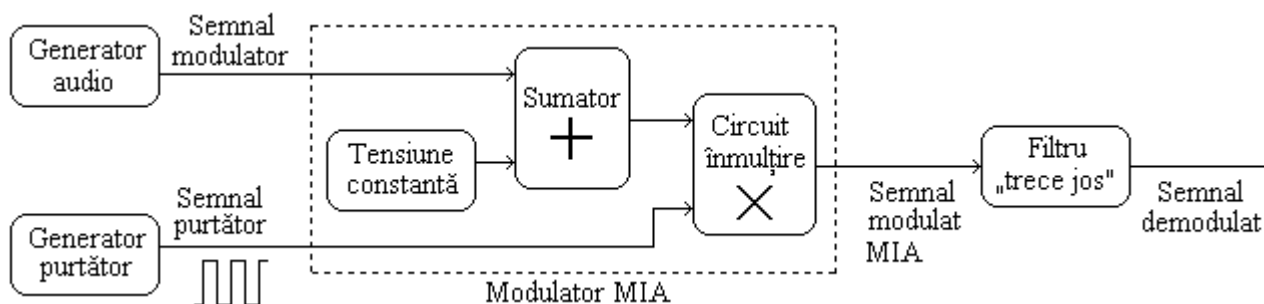 Generator
audio
Semnal
modulator
Sumator
+
Tensiune
constantă
Circuit
înmulţire
×
Generator
purtător
Semnal
purtător
Modulator MIA
Semnal
modulat
MIA
Filtru
„trece jos"
Semnal
demodulat